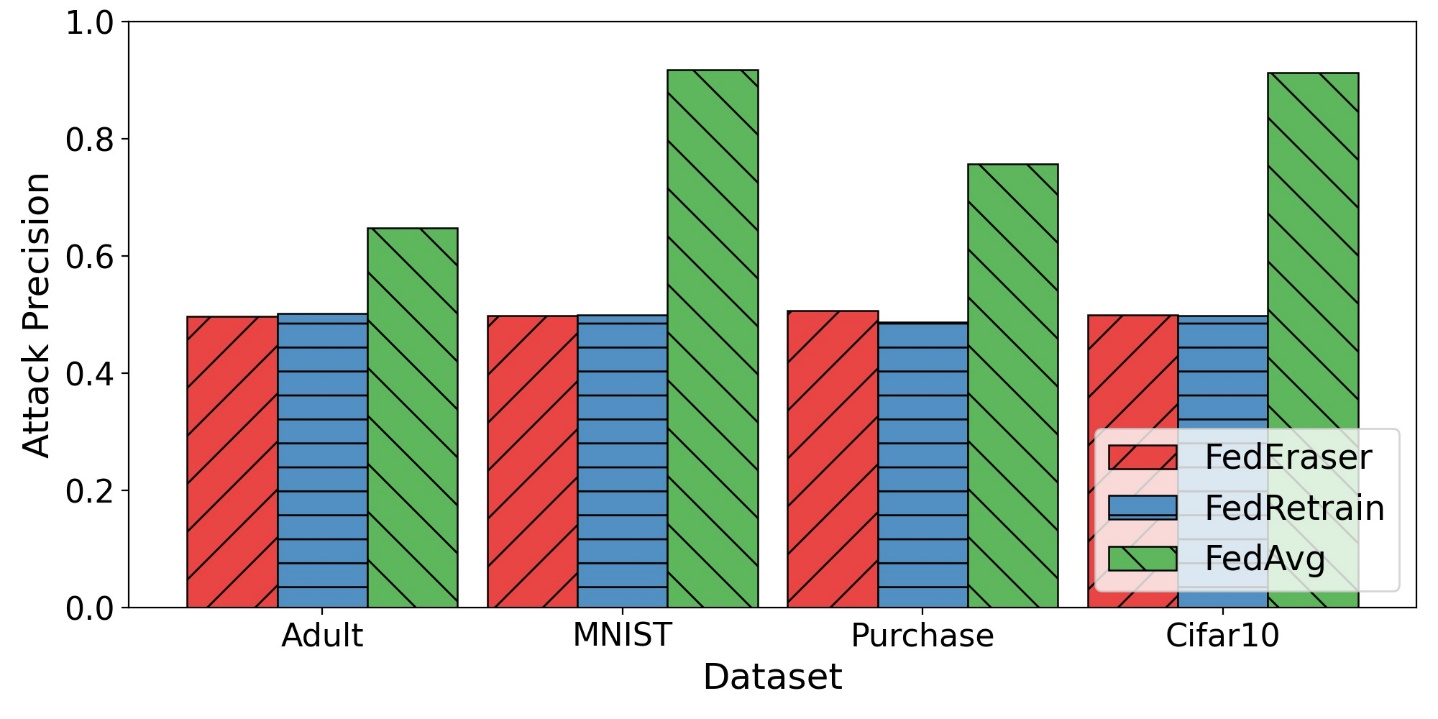 1.0
0.8
0.6
0.4
0.2
0.0
Attack Precision
FedEraser
FedRetrain
FedAvg
Adult MNIST Purchase Cifar10
Dataset